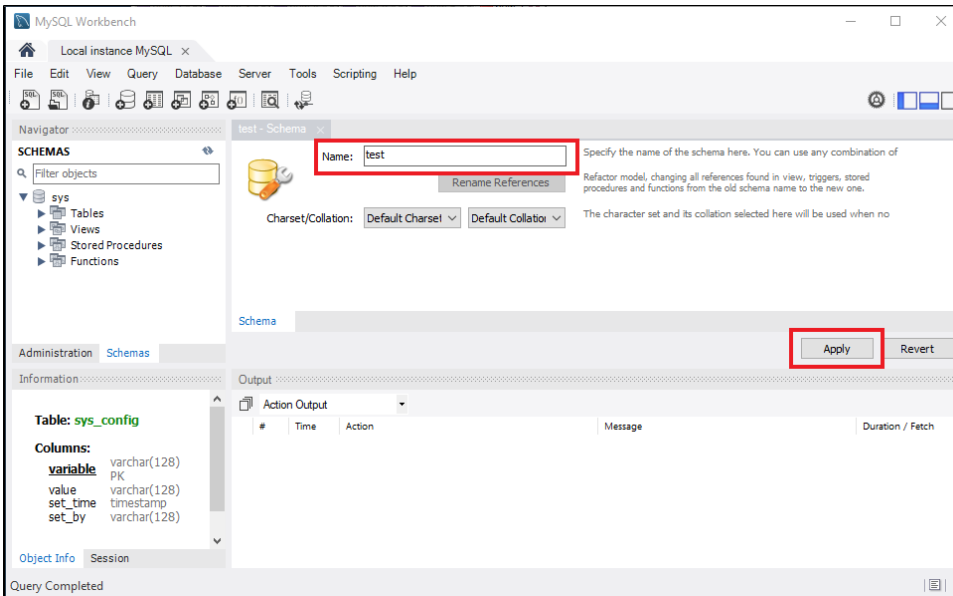 MySQL Workbench
Local instance MySQL
File Edit View Query Database Server Tools Scripting Help
Navigator
SCHEMAS
Filter objects
sys
Tables
Views
Stored Procedures
Functions
Administration Schemas
test - Schema
Name: test
Specify the name of the schema here. You can use any combination of
Rename References
Refactor model, changing all references found in view, triggers, stored
procedures and functions from the old schema name to the new one.
Charset/Collation: Default Charset Default Collation
The character set and its collation selected here will be used when no
Schema
Apply Revert
Information
Table: sys_config
Columns:
variable varchar(128)
PK
value varchar(128)
set_time timestamp
set_by varchar(128)
Object Info Session
Output
Action Output
# Time Action Message Duration / Fetch
Query Completed